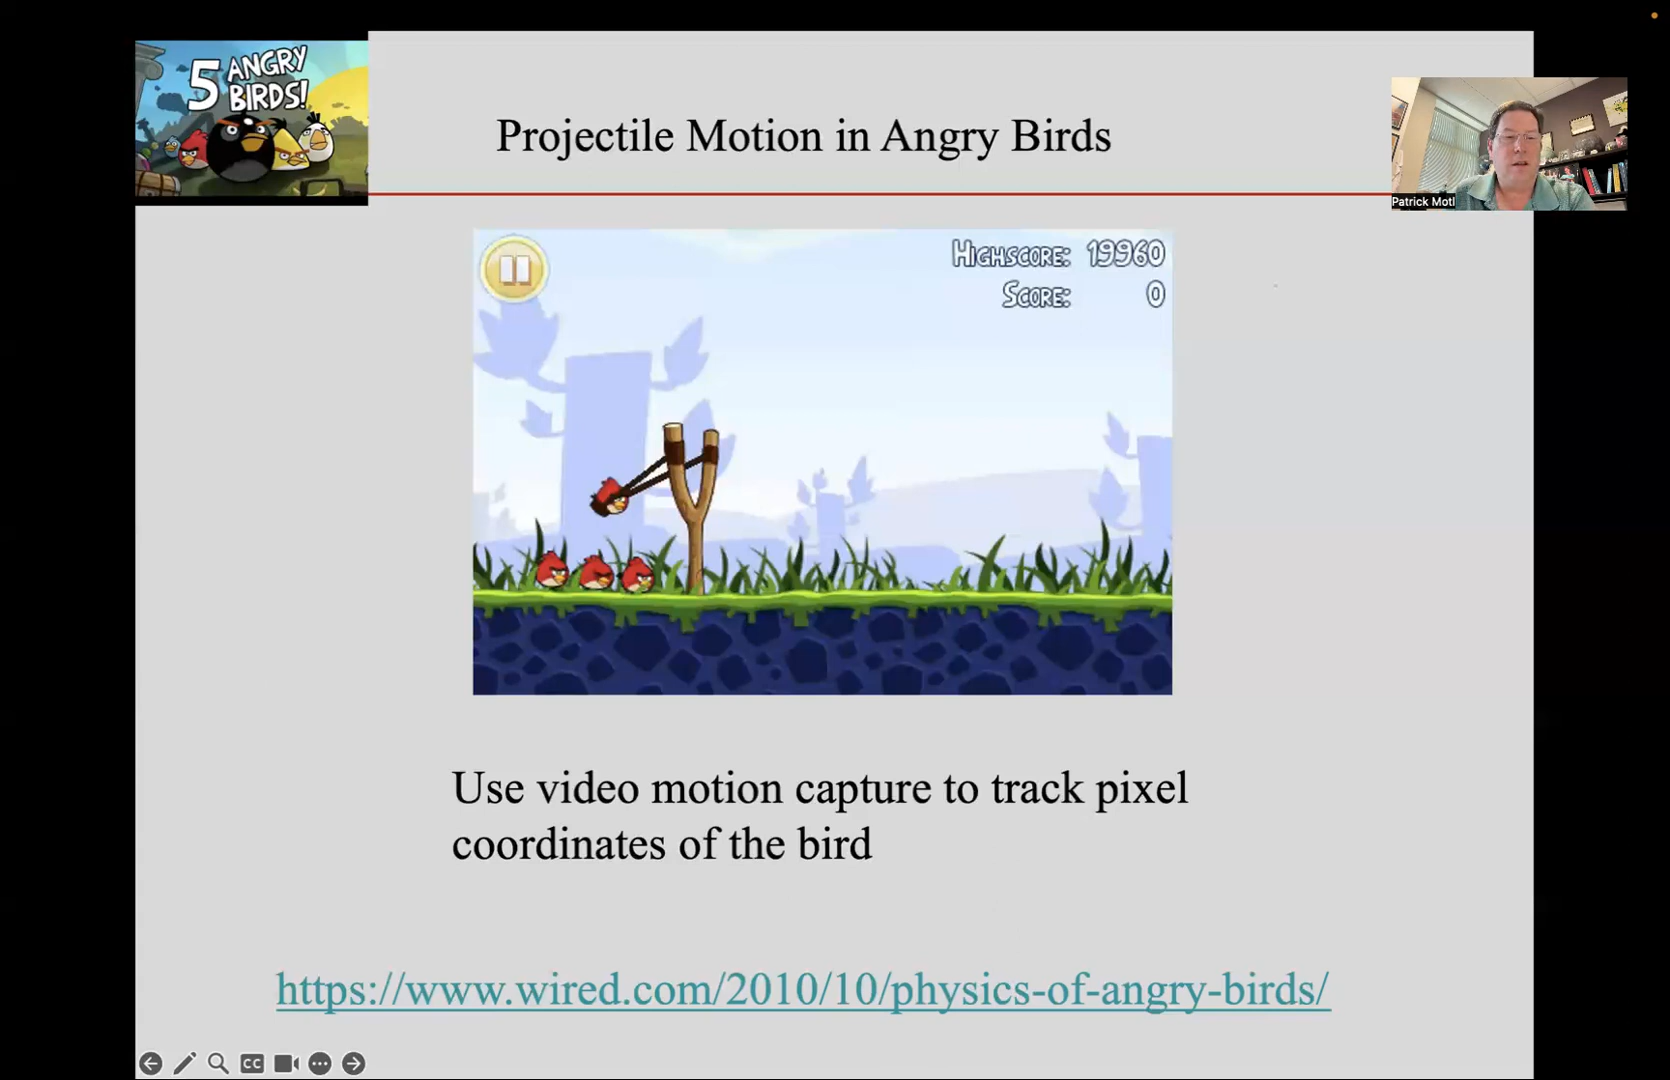 5 ANGRY
BIRDS!
Projectile Motion in Angry Birds
Patrick Motl
HIGHSCORE: 19960
SCORE: 0
Use video motion capture to track pixel
coordinates of the bird
https://www.wired.com/2010/10/physics-of-angry-birds/
CC